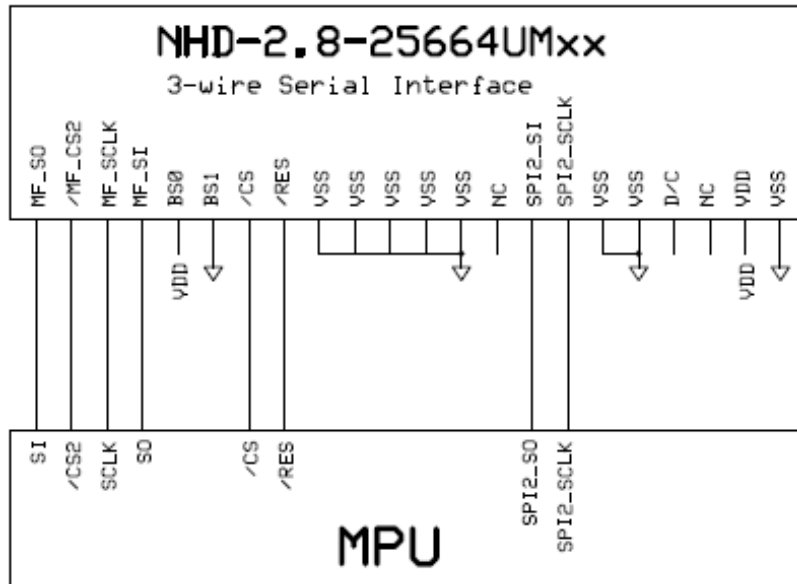 NHD-2.8-25664UMxx
3-wire Serial Interface
MF_SO
/MF_CS2
MF_SCLK
MF_SI
BS0
BS1
/CS
/RES
VSS
VSS
VSS
VSS
VSS
NC
SPI2_SI
SPI2_SCLK
VSS
VSS
D/C
NC
VDD
VSS
VDD
VDD
SI
/CS2
SCLK
SO
/CS
/RES
SPI2_SO
SPI2_SCLK
MPU